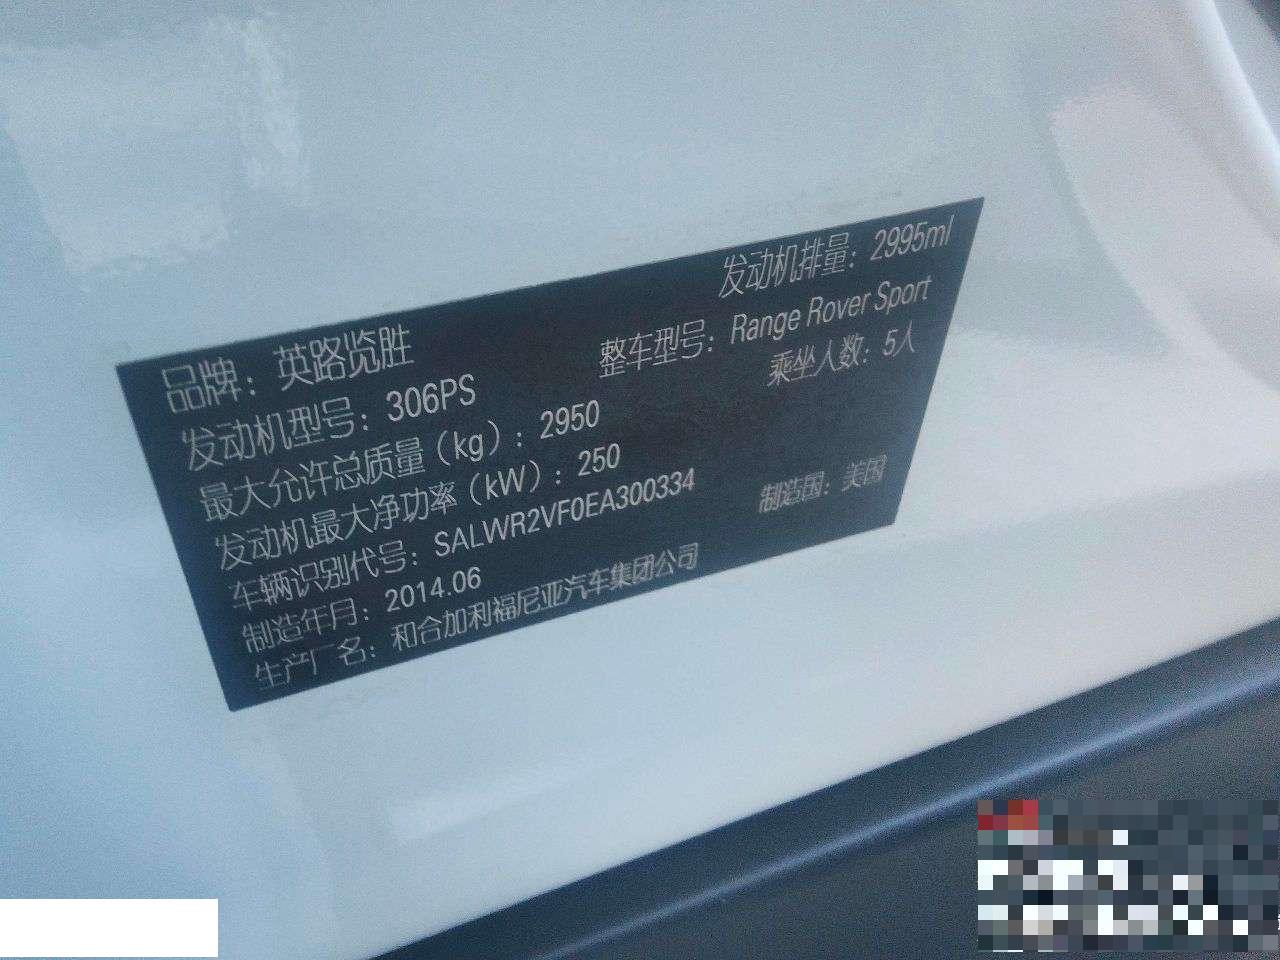 品牌：英路览胜 发动机排量：2995ml
发动机型号：306PS 整车型号：Range Rover Sport
最大允许总质量（kg）：2950 乘坐人数：5人
发动机最大净功率（kW）：250
车辆识别代号：SALWR2VF0EA300334
制造年月：2014.06 制造国：美国
生产厂名：和合加利福尼亚汽车集团公司